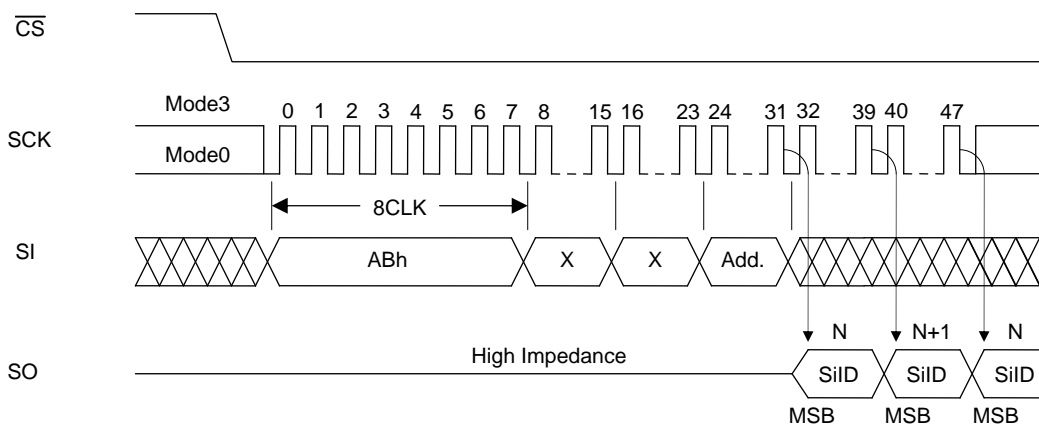 CS
Mode3
0 1 2 3 4 5 6 7 8 15 16 23 24 31 32 39 40 47
SCK
Mode0
8CLK
SI
ABh X X Add.
High Impedance
N N+1 N
SO
SiID SiID SiID
MSB MSB MSB